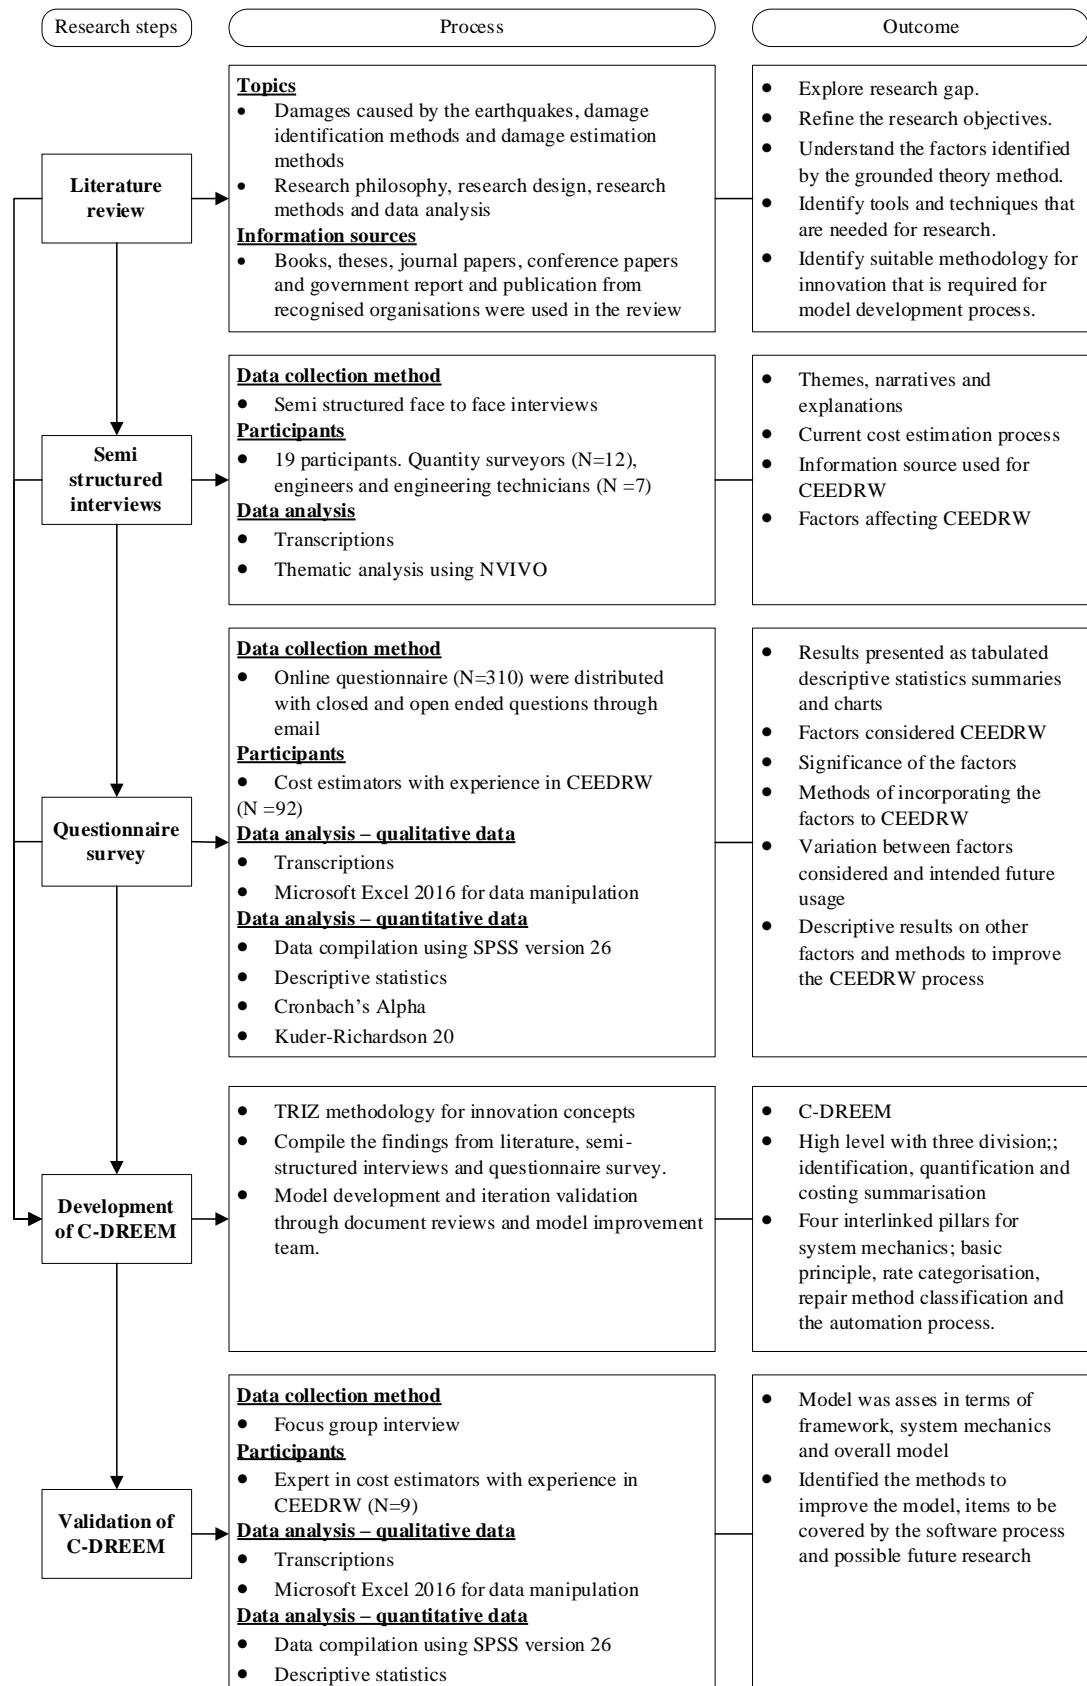 Research steps
Process
Outcome
Literature
review
Topics
• Damages caused by the earthquakes, damage
identification methods and damage estimation
methods
• Research philosophy, research design, research
methods and data analysis
Information sources
• Books, theses, journal papers, conference papers
and government report and publication from
recognised organisations were used in the review
• Explore research gap.
• Refine the research objectives.
• Understand the factors identified
by the grounded theory method.
• Identify tools and techniques that
are needed for research.
• Identify suitable methodology for
innovation that is required for
model development process.
Semi
structured
interviews
Data collection method
• Semi structured face to face interviews
Participants
• 19 participants. Quantity surveyors (N=12),
engineers and engineering technicians (N =7)
Data analysis
• Transcriptions
• Thematic analysis using NVIVO
• Themes, narratives and
explanations
• Current cost estimation process
• Information source used for
CEEDRW
• Factors affecting CEEDRW
Questionnaire
survey
Data collection method
• Online questionnaire (N=310) were distributed
with closed and open ended questions through
email
Participants
• Cost estimators with experience in CEEDRW
(N =92)
Data analysis – qualitative data
• Transcriptions
• Microsoft Excel 2016 for data manipulation
Data analysis – quantitative data
• Data compilation using SPSS version 26
• Descriptive statistics
• Cronbach's Alpha
• Kuder-Richardson 20
• Results presented as tabulated
descriptive statistics summaries
and charts
• Factors considered CEEDRW
• Significance of the factors
• Methods of incorporating the
factors to CEEDRW
• Variation between factors
considered and intended future
usage
• Descriptive results on other
factors and methods to improve
the CEEDRW process
Development
of C-DREEM
• TRIZ methodology for innovation concepts
• Compile the findings from literature, semi-
structured interviews and questionnaire survey.
• Model development and iteration validation
through document reviews and model improvement
team.
• C-DREEM
• High level with three division;;
identification, quantification and
costing summarisation
• Four interlinked pillars for
system mechanics; basic
principle, rate categorisation,
repair method classification and
the automation process.
Validation of
C-DREEM
Data collection method
• Focus group interview
Participants
• Expert in cost estimators with experience in
CEEDRW (N=9)
Data analysis – qualitative data
• Transcriptions
• Microsoft Excel 2016 for data manipulation
Data analysis – quantitative data
• Data compilation using SPSS version 26
• Descriptive statistics
• Model was asses in terms of
framework, system mechanics
and overall model
• Identified the methods to
improve the model, items to be
covered by the software process
and possible future research